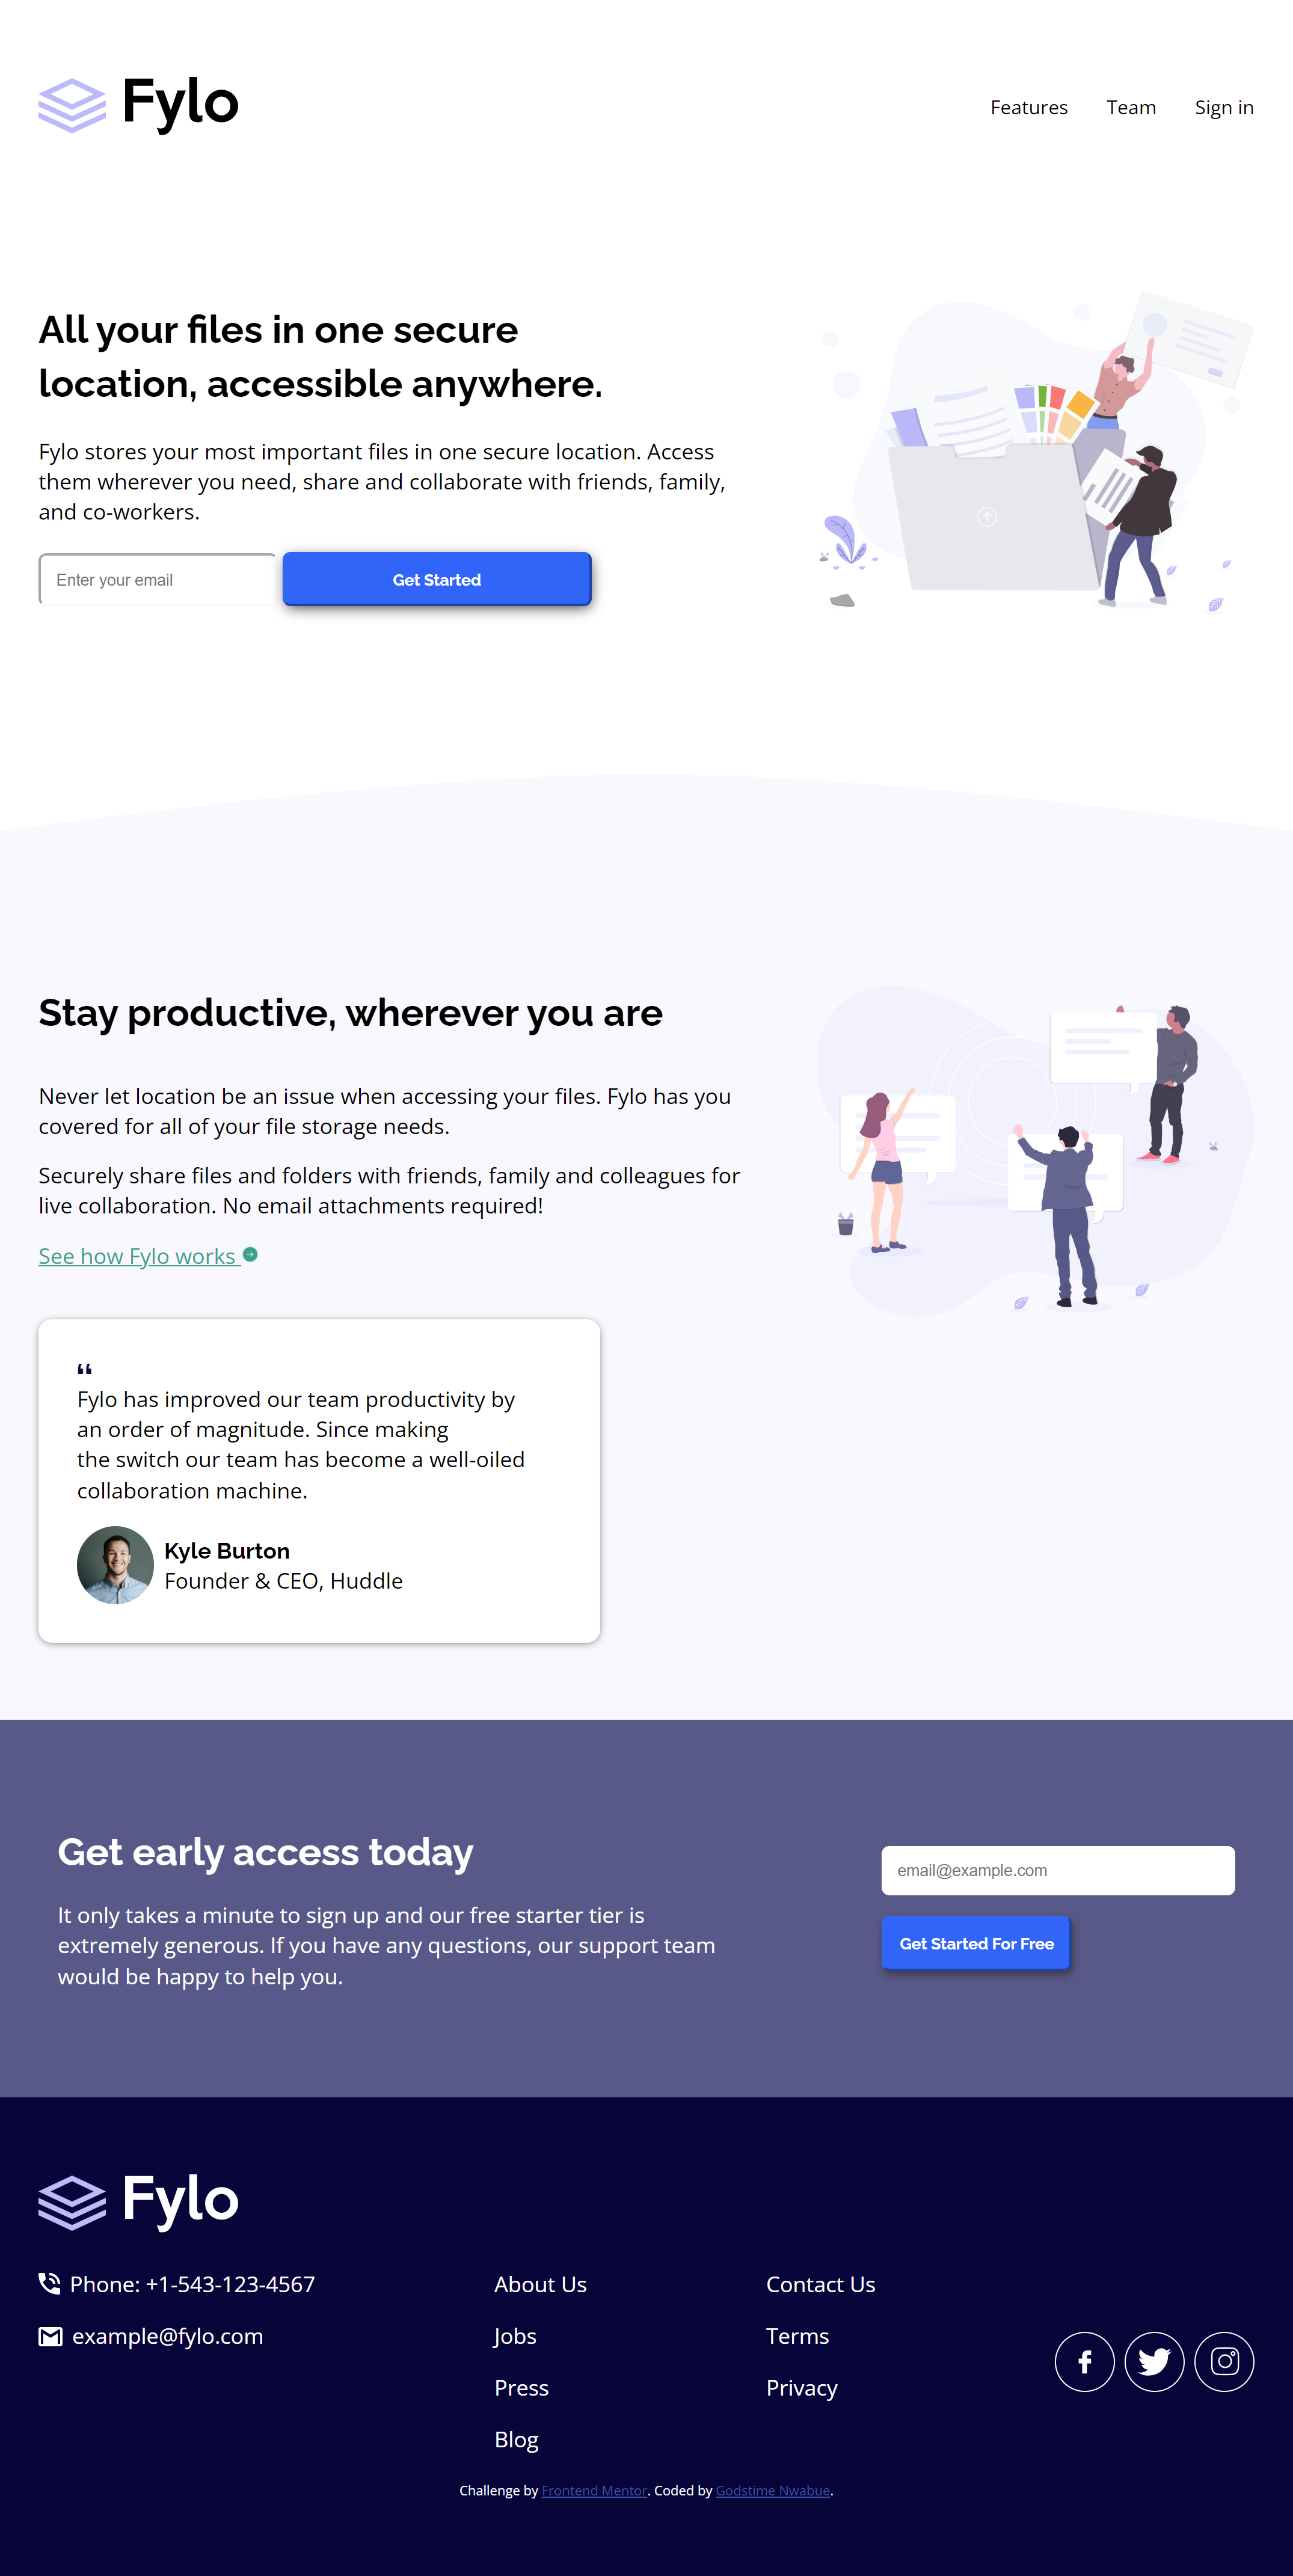 Fylo
Features
Team
Sign in
All your files in one secure
location, accessible anywhere.
Fylo stores your most important files in one secure location. Access
them wherever you need, share and collaborate with friends, family,
and co-workers.
Enter your email
Get Started
Stay productive, wherever you are
Never let location be an issue when accessing your files. Fylo has you
covered for all of your file storage needs.
Securely share files and folders with friends, family and colleagues for
live collaboration. No email attachments required!
See how Fylo works
“
Fylo has improved our team productivity by
an order of magnitude. Since making
the switch our team has become a well-oiled
collaboration machine.
Kyle Burton
Founder & CEO, Huddle
Get early access today
It only takes a minute to sign up and our free starter tier is
extremely generous. If you have any questions, our support team
would be happy to help you.
email@example.com
Get Started For Free
Fylo
Phone: +1-543-123-4567
example@fylo.com
About Us
Jobs
Press
Blog
Contact Us
Terms
Privacy
Challenge by Frontend Mentor. Coded by Godstime Nwabue.